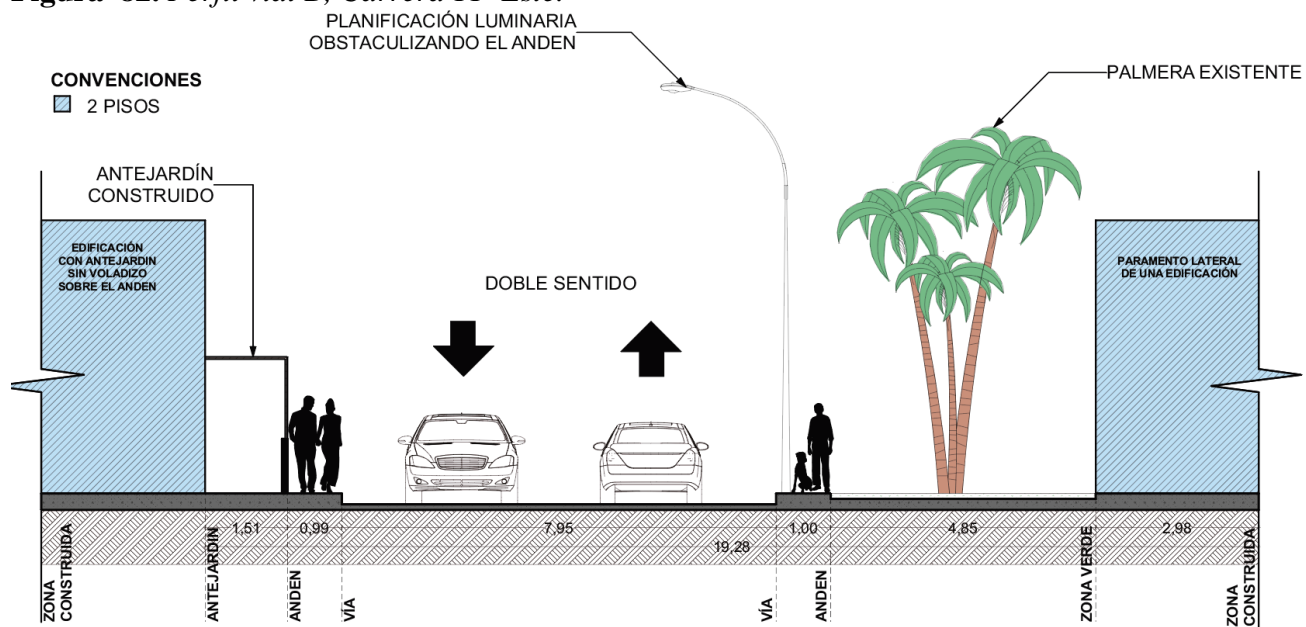 PLANIFICACIÓN LUMINARIA
OBSTACULIZANDO EL ANDEN
CONVENCIONES
2 PISOS
PALMERA EXISTENTE
ANTEJARDÍN
CONSTRUIDO
EDIFICACIÓN
CON ANTEJARDIN
SIN VOLADIZO
SOBRE EL ANDEN
DOBLE SENTIDO
PARAMENTO LATERAL
DE UNA EDIFICACIÓN
1,51
0,99
7,95
1,00
4,85
2,98
19,28
ZONA
CONSTRUIDA
ANTEJARDIN
ANDEN
VÍA
VÍA
ANDEN
ZONA VERDE
ZONA
CONSTRUIDA